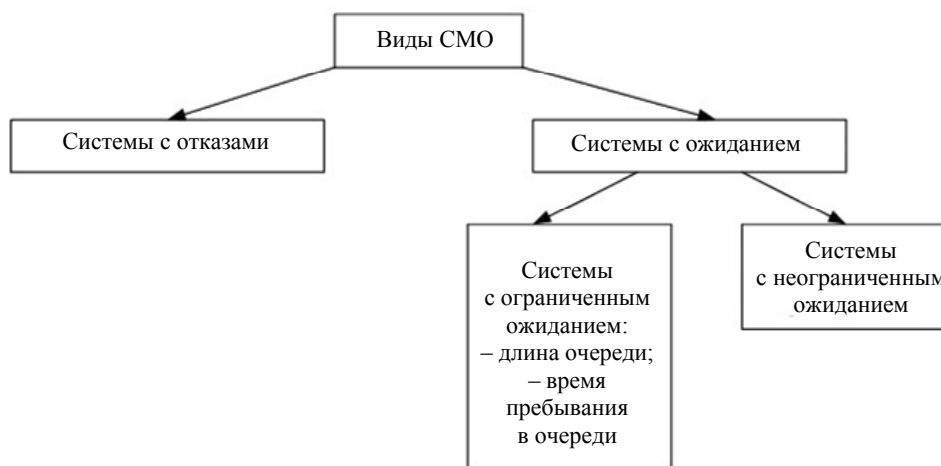 Виды СМО
Системы с отказами
Системы с ожиданием
Системы
с ограниченным
ожиданием:
– длина очереди;
– время
пребывания
в очереди
Системы
с неограниченным
ожиданием